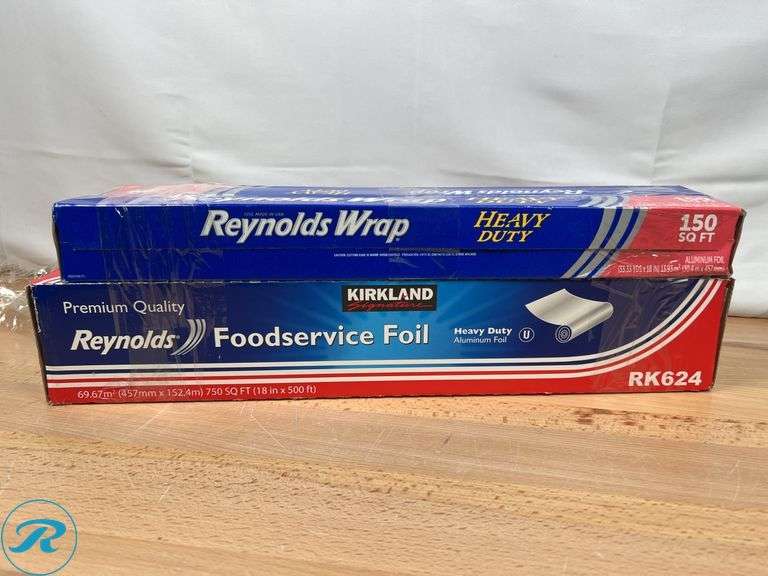 Reynolds Wrap
HEAVY
DUTY
150
SQ FT
ALUMINUM FOIL
Premium Quality
Reynolds
Foodservice Foil
KIRKLAND
Signature
Heavy Duty
Aluminum Foil
U
RK624
69.67m² (457mm x 152.4m) 750 SQ FT (18 in x 500 ft)
R